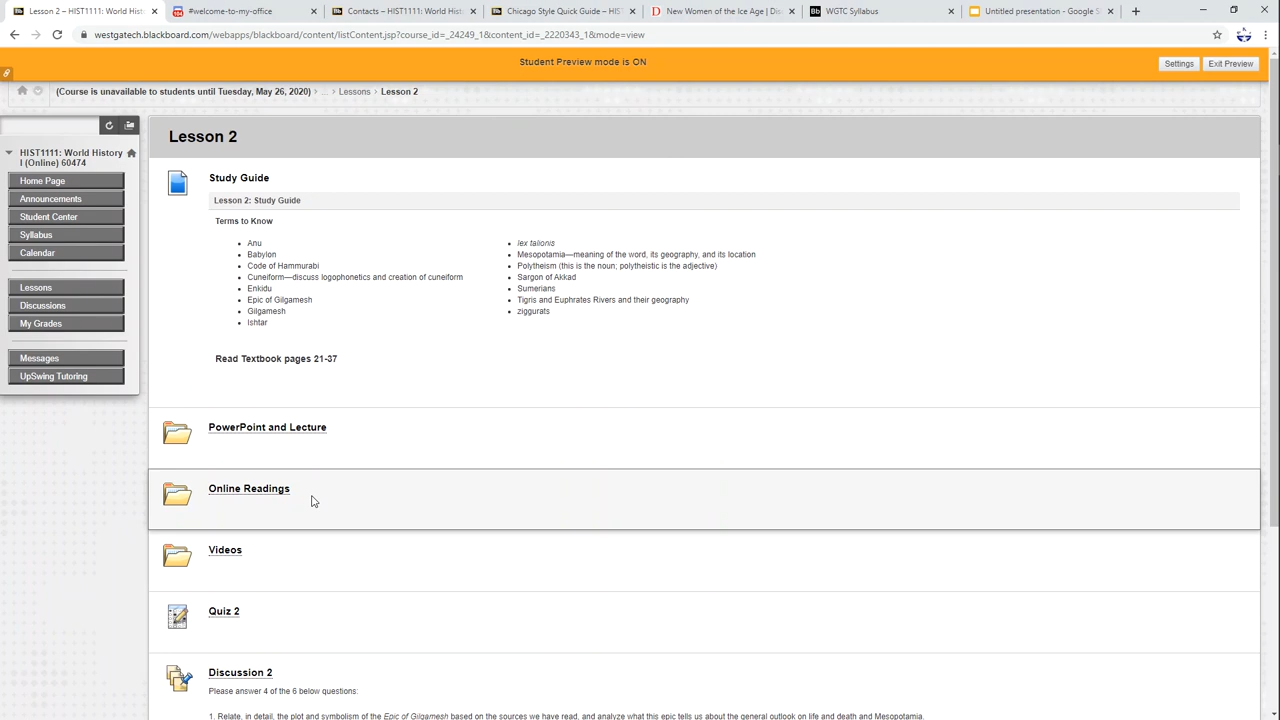 Lesson 2 – HIST1111: World Histo
#welcome-to-my-office
Contacts – HIST1111: World Hist
Chicago Style Quick Guide – HIST
New Women of the Ice Age | Disc
WGTC Syllabus
Untitled presentation - Google Sl
westgatech.blackboard.com/webapps/blackboard/content/listContent.jsp?course_id=_24249_1&content_id=_2220343_1&mode=view
Student Preview mode is ON
Settings
Exit Preview
(Course is unavailable to students until Tuesday, May 26, 2020)
...
Lessons
Lesson 2
HIST1111: World History
I (Online) 60474
Home Page
Announcements
Student Center
Syllabus
Calendar
Lessons
Discussions
My Grades
Messages
UpSwing Tutoring
Lesson 2
Study Guide
Lesson 2: Study Guide
Terms to Know
Anu
Babylon
Code of Hammurabi
Cuneiform—discuss logophonetics and creation of cuneiform
Enkidu
Epic of Gilgamesh
Gilgamesh
Ishtar
lex talionis
Mesopotamia—meaning of the word, its geography, and its location
Polytheism (this is the noun; polytheistic is the adjective)
Sargon of Akkad
Sumerians
Tigris and Euphrates Rivers and their geography
ziggurats
Read Textbook pages 21-37
PowerPoint and Lecture
Online Readings
Videos
Quiz 2
Discussion 2
Please answer 4 of the 6 below questions:
1. Relate, in detail, the plot and symbolism of the Epic of Gilgamesh based on the sources we have read, and analyze what this epic tells us about the general outlook on life and death and Mesopotamia.